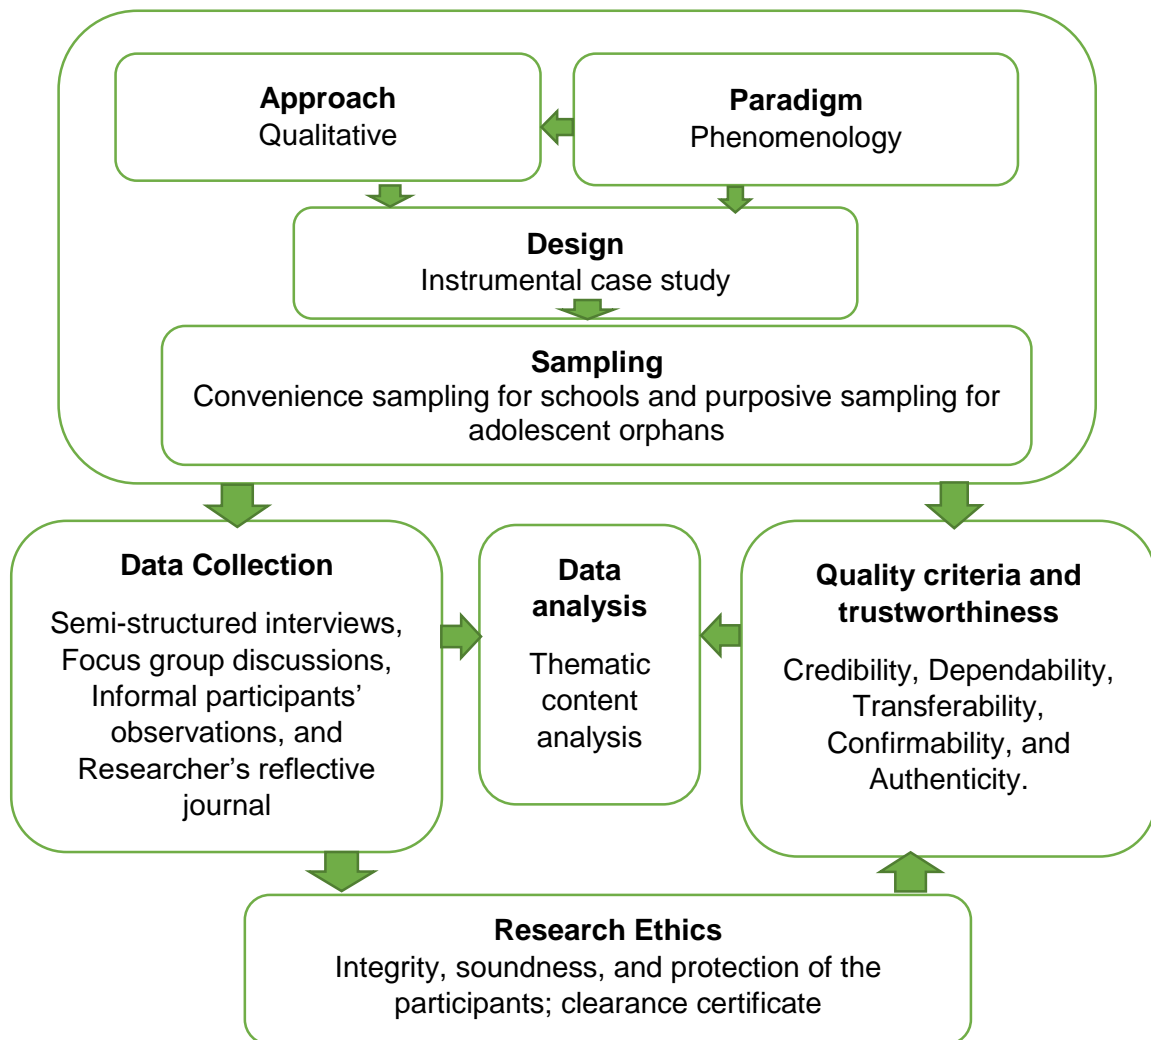 Approach
Qualitative
Paradigm
Phenomenology
Design
Instrumental case study
Sampling
Convenience sampling for schools and purposive sampling for
adolescent orphans
Data Collection
Semi-structured interviews,
Focus group discussions,
Informal participants’
observations, and
Researcher’s reflective
journal
Data
analysis
Thematic
content
analysis
Quality criteria and
trustworthiness
Credibility, Dependability,
Transferability,
Confirmability, and
Authenticity.
Research Ethics
Integrity, soundness, and protection of the
participants; clearance certificate